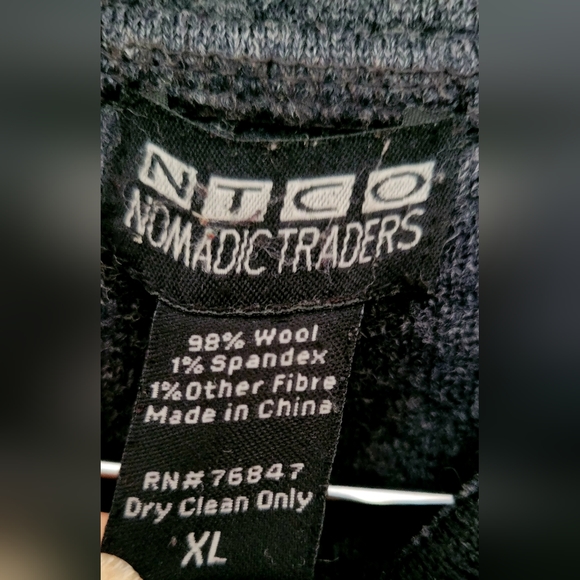 NTCO
NOMADIC TRADERS
98% Wool
1% Spandex
1% Other Fibre
Made in China
RN# 76847
Dry Clean Only
XL